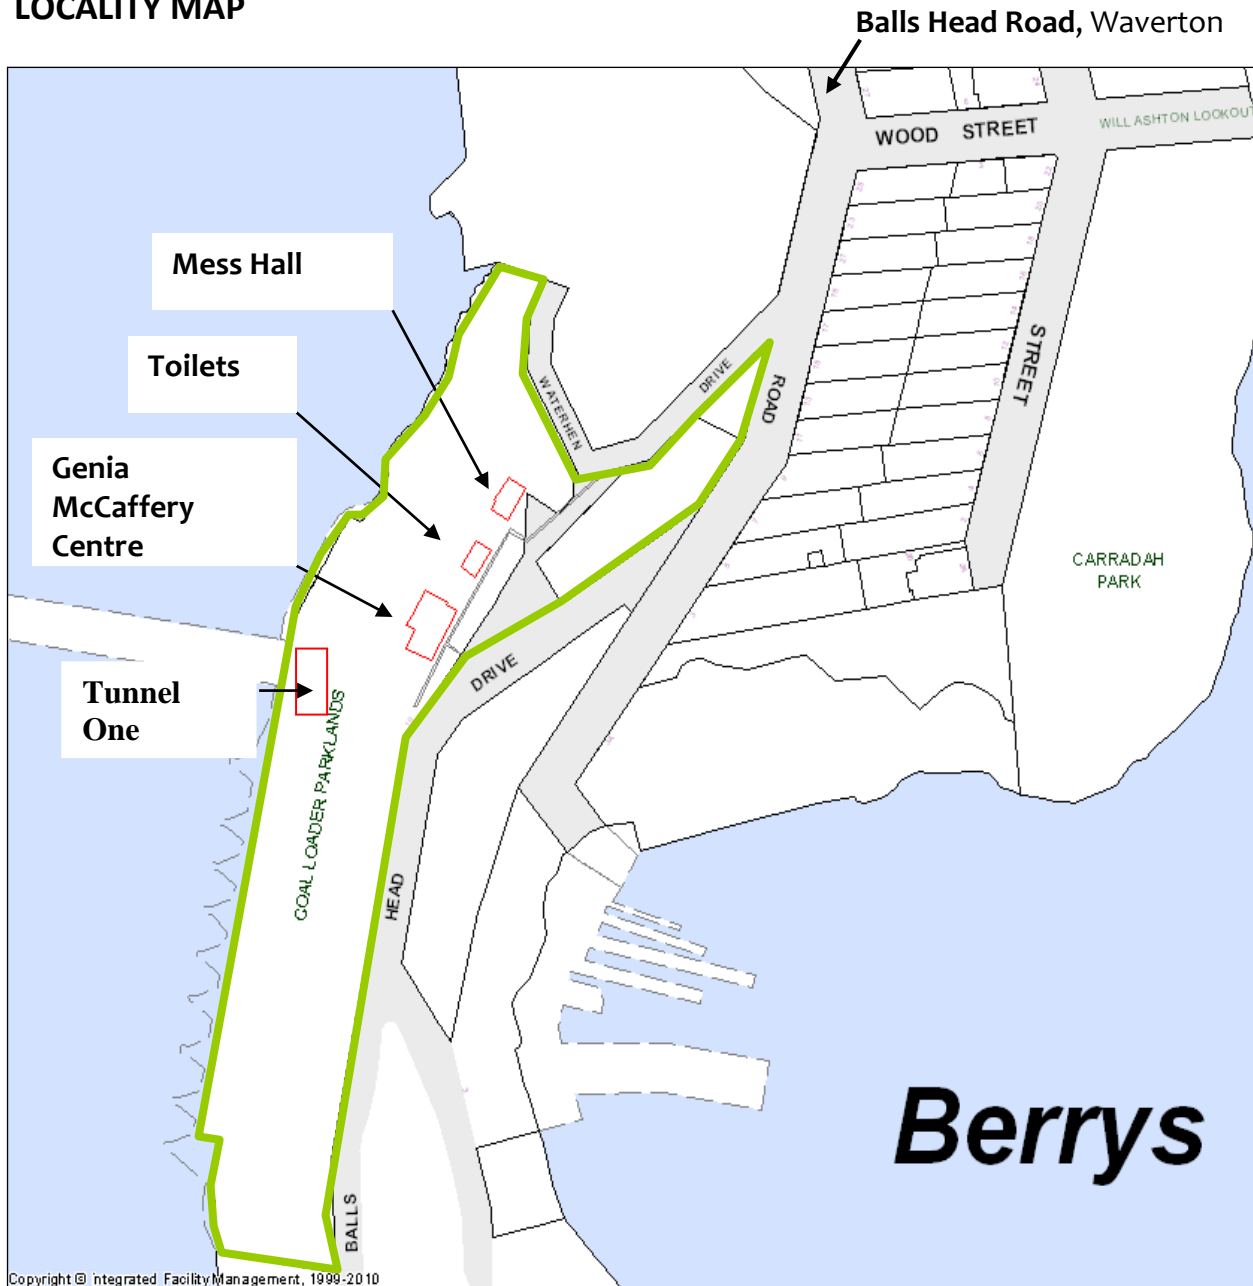 LOCALITY MAP
Balls Head Road, Waverton
WOOD STREET
WILL ASHTON LOOKOUT
Mess Hall
Toilets
Genia
McCaffery
Centre
Tunnel
One
WATERHEN
DRIVE
ROAD
STREET
CARRADAH
PARK
DRIVE
COAL LOADER PARKLANDS
HEAD
BALLS
Berrys
Copyright © Integrated Facility Management, 1999-2010